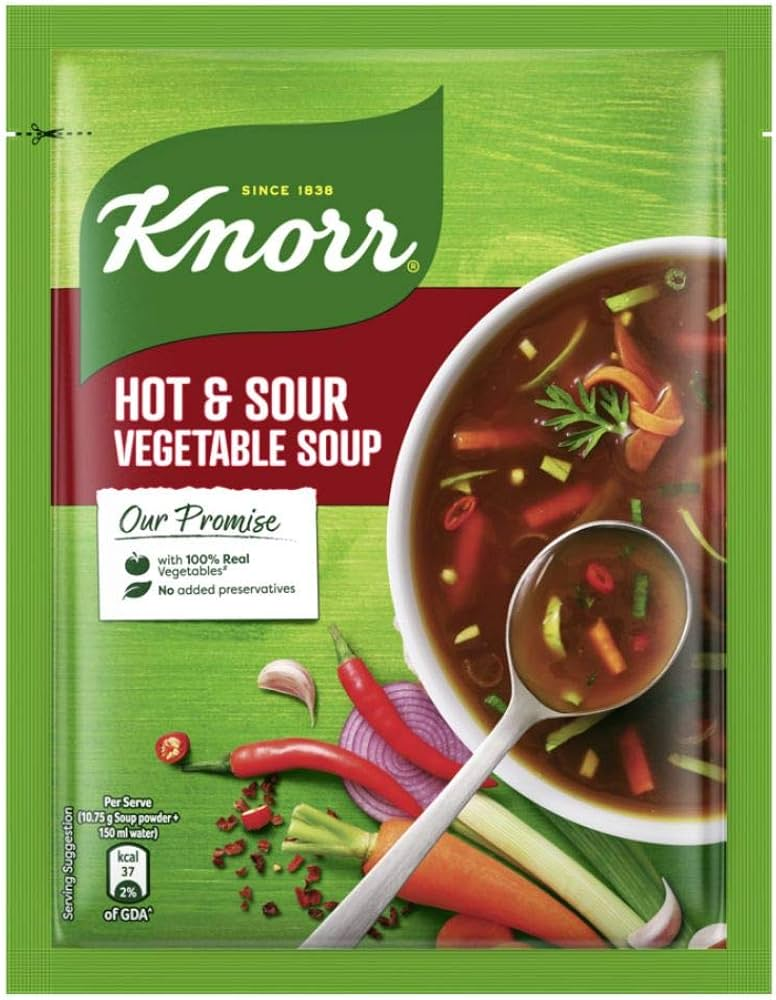 SINCE 1838
Knorr®
HOT & SOUR
VEGETABLE SOUP
Our Promise
with 100% Real
Vegetables#
No added preservatives
Serving Suggestion
Per Serve
(10.75 g Soup powder +
150 ml water)
kcal
37
2%
of GDA^